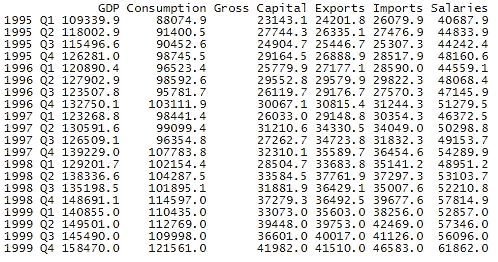 GDP Consumption Gross Capital Exports Imports Salaries
1995 Q1 109339.9 88074.9 23143.1 24201.8 26079.9 40687.9
1995 Q2 118002.9 91400.5 27744.3 26335.1 27476.9 44833.9
1995 Q3 115496.6 90452.6 24904.7 25446.7 25307.3 44242.4
1995 Q4 126281.0 98745.5 29164.5 26888.9 28517.9 48160.6
1996 Q1 120890.4 96523.4 25779.9 27177.1 28590.0 44559.1
1996 Q2 127902.9 98592.6 29552.8 29579.9 29822.3 48068.4
1996 Q3 123507.8 95781.7 26119.7 29176.7 27570.3 47145.9
1996 Q4 132750.1 103111.9 30067.1 30815.4 31244.3 51279.5
1997 Q1 123268.8 98441.4 26033.0 29148.8 30354.3 46372.5
1997 Q2 130591.6 99099.4 31210.6 34330.5 34049.0 50298.8
1997 Q3 126509.1 96354.8 27262.7 34723.8 31832.3 49153.7
1997 Q4 139229.0 107783.8 32310.1 35589.7 36454.6 54289.9
1998 Q1 129201.7 102154.4 28504.7 33683.8 35141.2 48951.2
1998 Q2 138336.6 104287.5 33584.5 37761.9 37297.3 53103.7
1998 Q3 135198.5 101895.1 31881.9 36429.1 35007.6 52210.8
1998 Q4 148691.1 114597.0 37279.3 36492.5 39677.6 57814.9
1999 Q1 140855.0 110435.0 33073.0 35603.0 38256.0 52857.0
1999 Q2 149501.0 112769.0 39448.0 39753.0 42469.0 57346.0
1999 Q3 145490.0 109998.0 36601.0 40017.0 41126.0 56096.0
1999 Q4 158470.0 121561.0 41982.0 41510.0 46583.0 61862.0